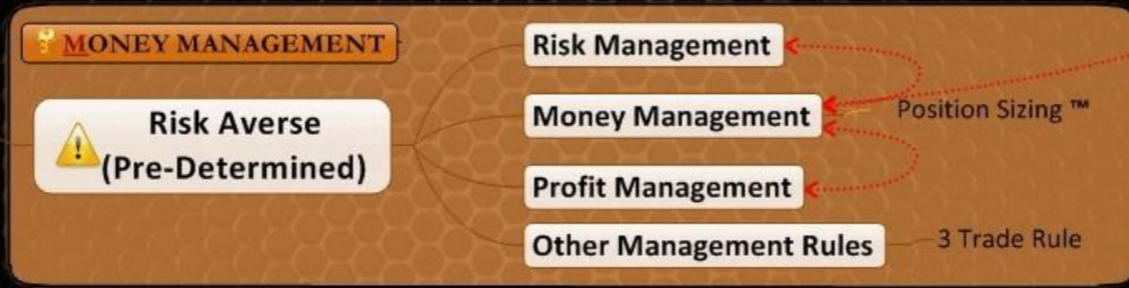 MONEY MANAGEMENT
Risk Averse
(Pre-Determined)
Risk Management
Money Management
Position Sizing ™
Profit Management
Other Management Rules
3 Trade Rule